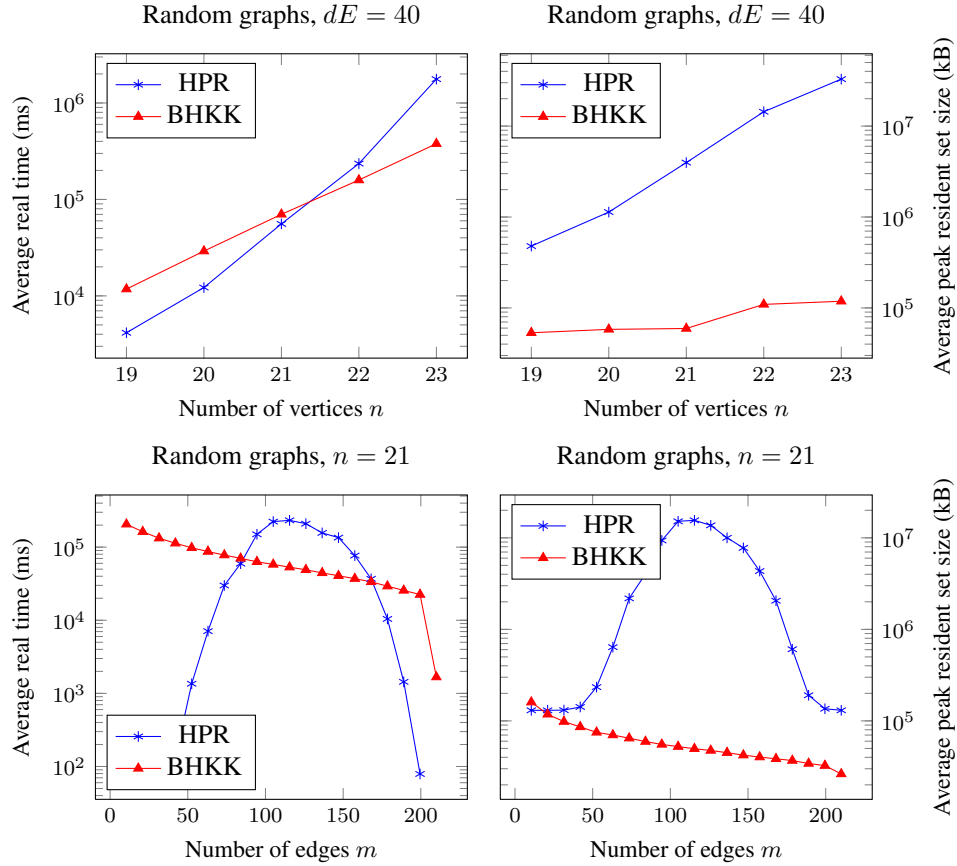 Random graphs, dE = 40
Random graphs, dE = 40
Average real time (ms)
10^6
10^5
10^4
HPR
BHKK
19 20 21 22 23
Number of vertices n
HPR
BHKK
10^7
10^6
10^5
Average peak resident set size (kB)
19 20 21 22 23
Number of vertices n
Random graphs, n = 21
Random graphs, n = 21
Average real time (ms)
10^5
10^4
10^3
10^2
HPR
BHKK
0 50 100 150 200
Number of edges m
HPR
BHKK
10^7
10^6
10^5
Average peak resident set size (kB)
0 50 100 150 200
Number of edges m